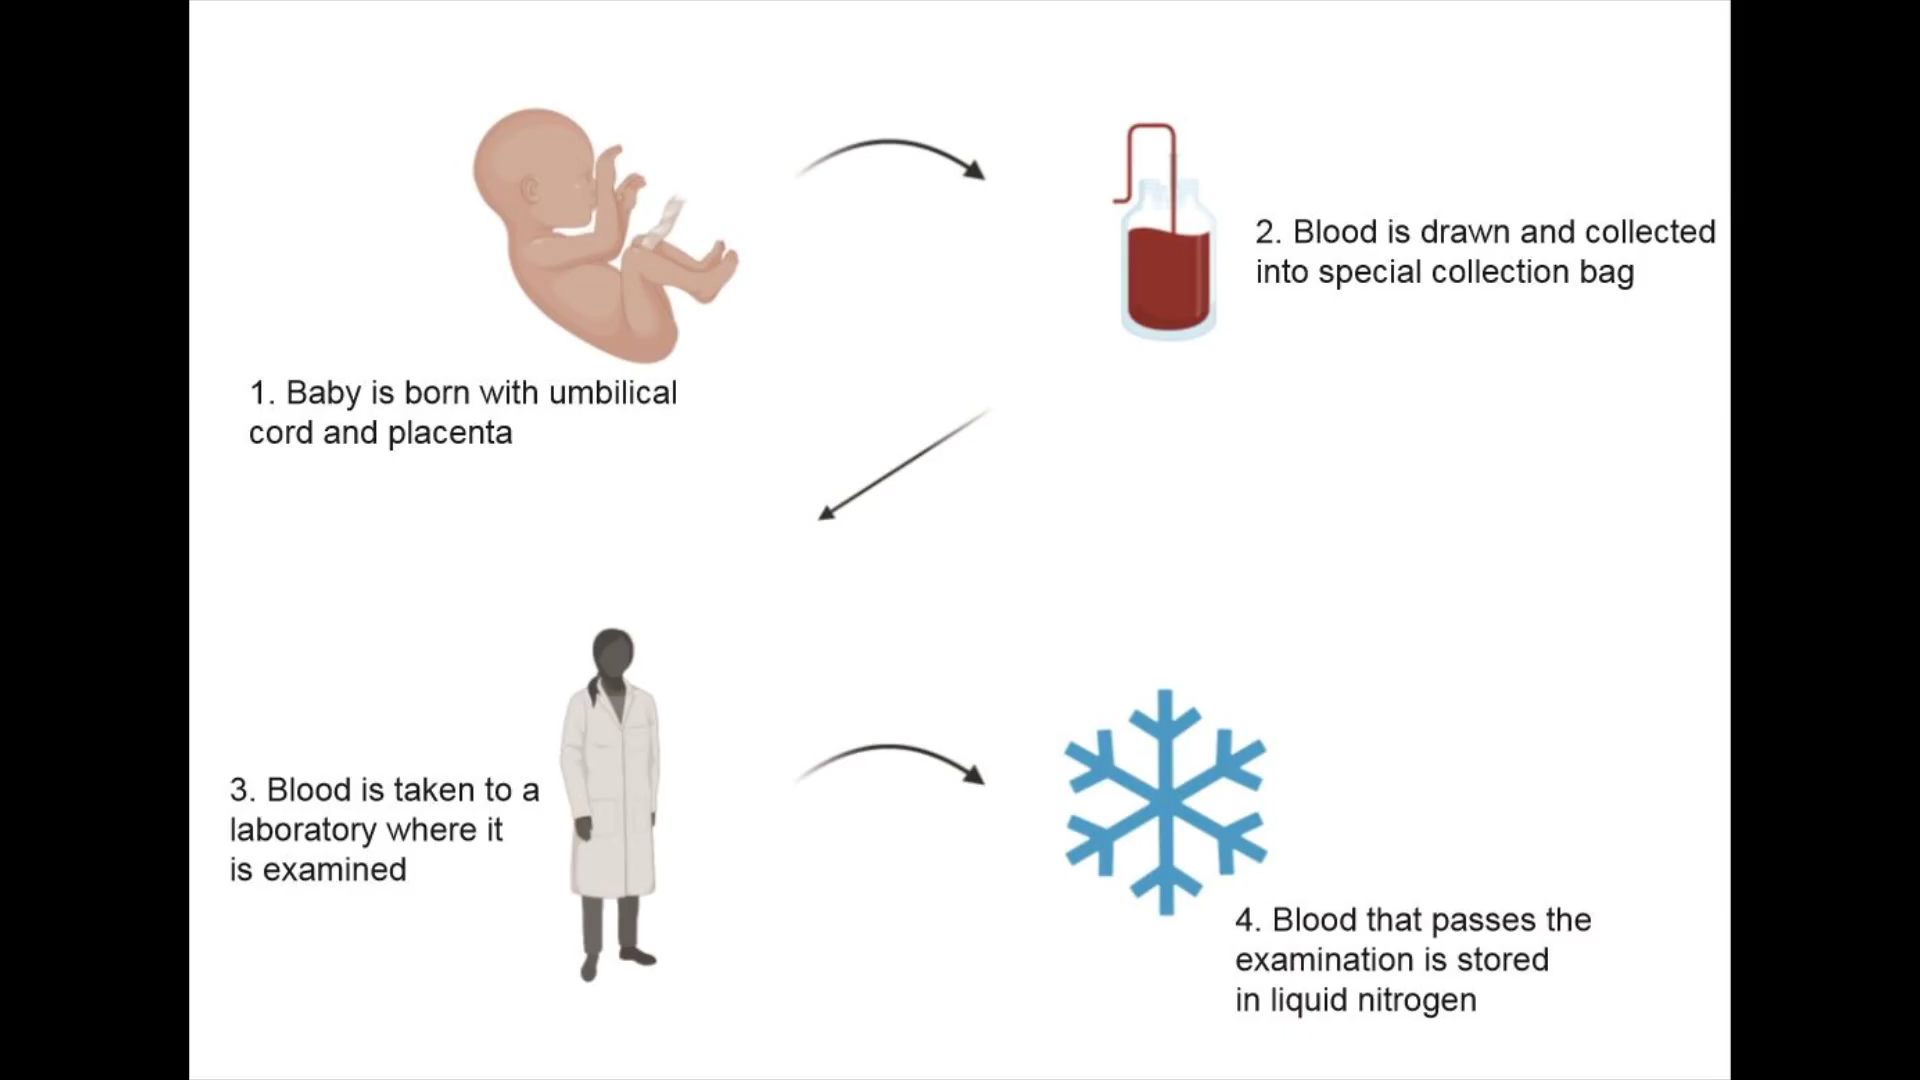 1. Baby is born with umbilical
cord and placenta
2. Blood is drawn and collected
into special collection bag
3. Blood is taken to a
laboratory where it
is examined
4. Blood that passes the
examination is stored
in liquid nitrogen